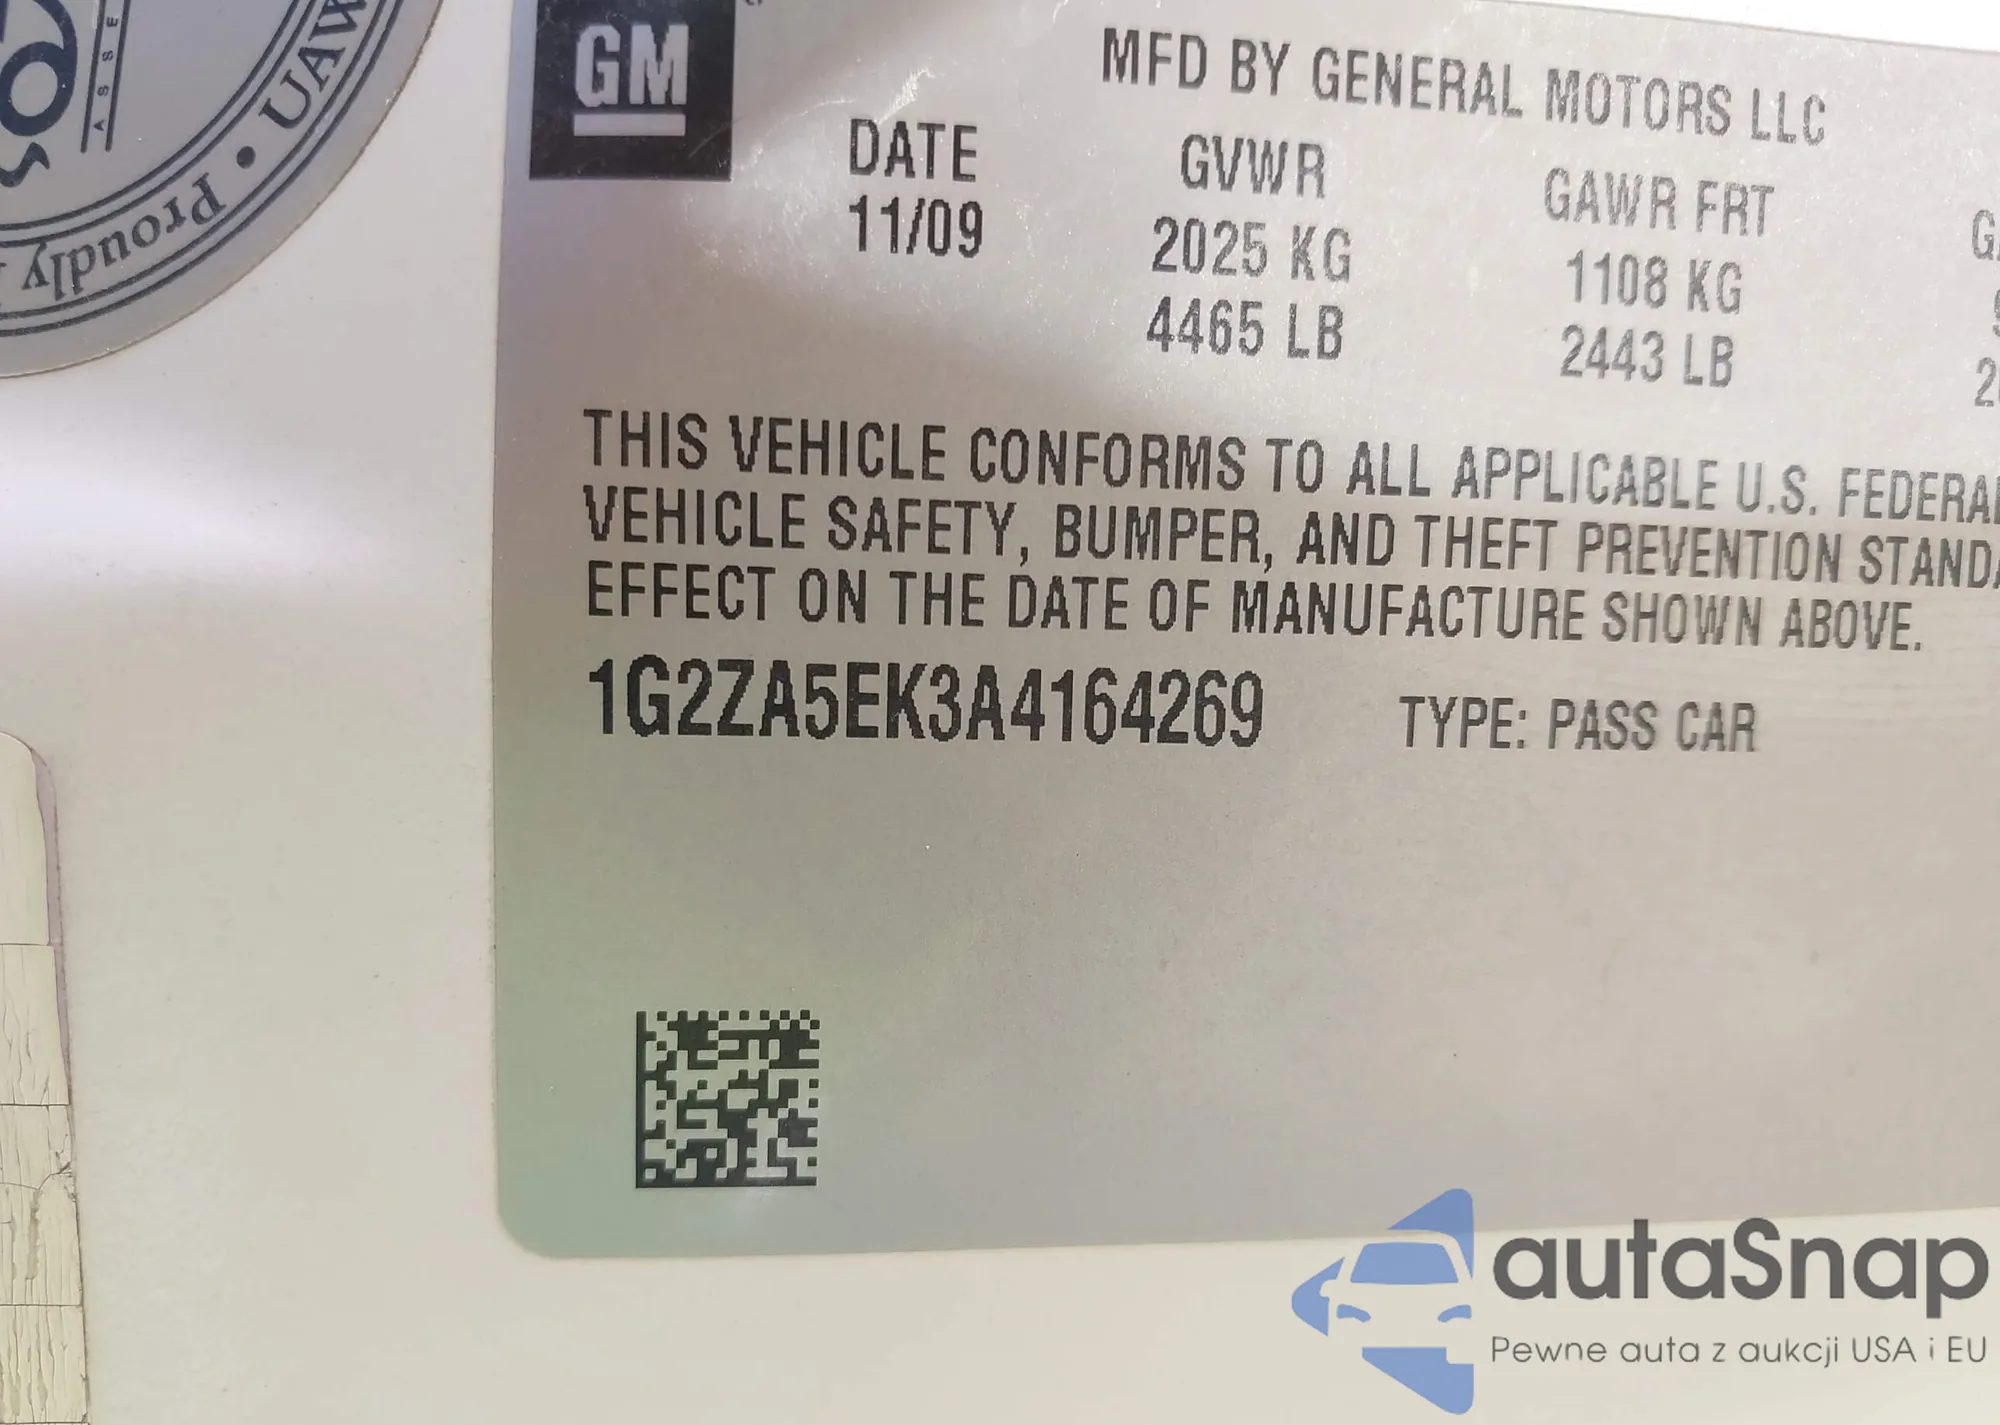 ASSE
UAW
• Proudly
GM
MFD BY GENERAL MOTORS LLC
DATE GVWR GAWR FRT
11/09 2025 KG 1108 KG
4465 LB 2443 LB
THIS VEHICLE CONFORMS TO ALL APPLICABLE U.S. FEDERAL
VEHICLE SAFETY, BUMPER, AND THEFT PREVENTION STANDA
EFFECT ON THE DATE OF MANUFACTURE SHOWN ABOVE.
1G2ZA5EK3A4164269 TYPE: PASS CAR
autaSnap
Pewne auta z aukcji USA i EU